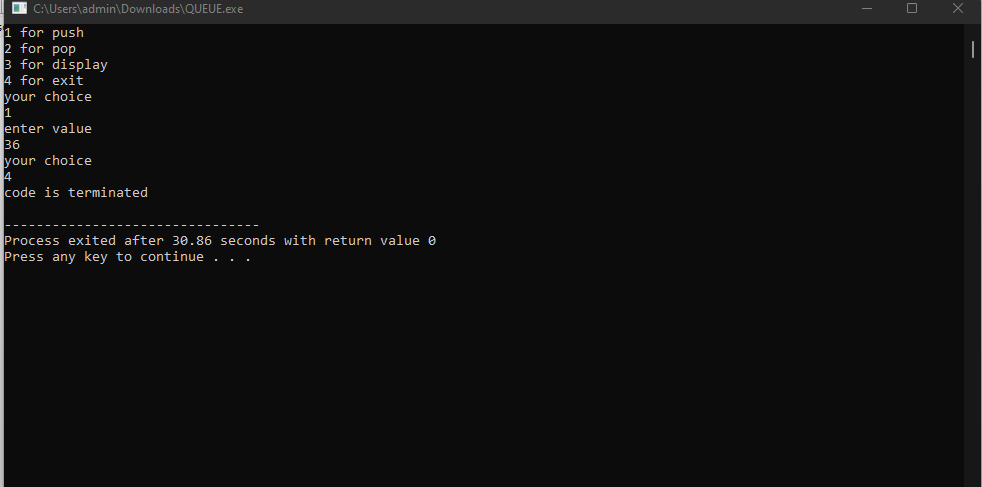 C:\Users\admin\Downloads\QUEUE.exe
1 for push
2 for pop
3 for display
4 for exit
your choice
1
enter value
36
your choice
4
code is terminated
--------------------------------
Process exited after 30.86 seconds with return value 0
Press any key to continue . . .